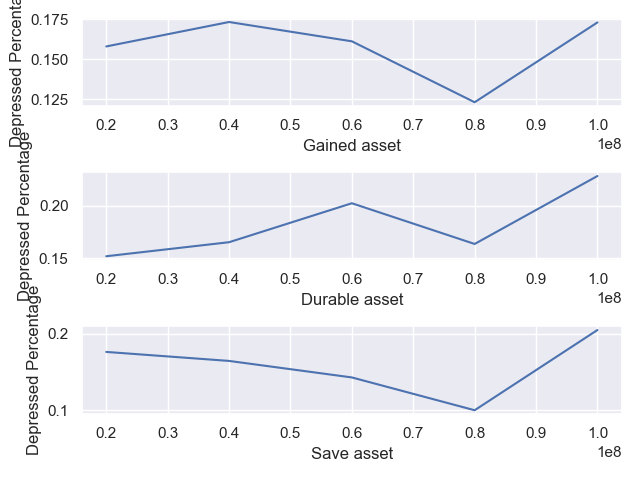 Depressed Percenta
0.175
0.150
0.125
0.2 0.3 0.4 0.5 0.6 0.7 0.8 0.9 1.0
1e8
Gained asset
Depressed Percentage
0.20
0.15
0.2 0.3 0.4 0.5 0.6 0.7 0.8 0.9 1.0
1e8
Durable asset
Depressed Percentage
0.2
0.1
0.2 0.3 0.4 0.5 0.6 0.7 0.8 0.9 1.0
1e8
Save asset